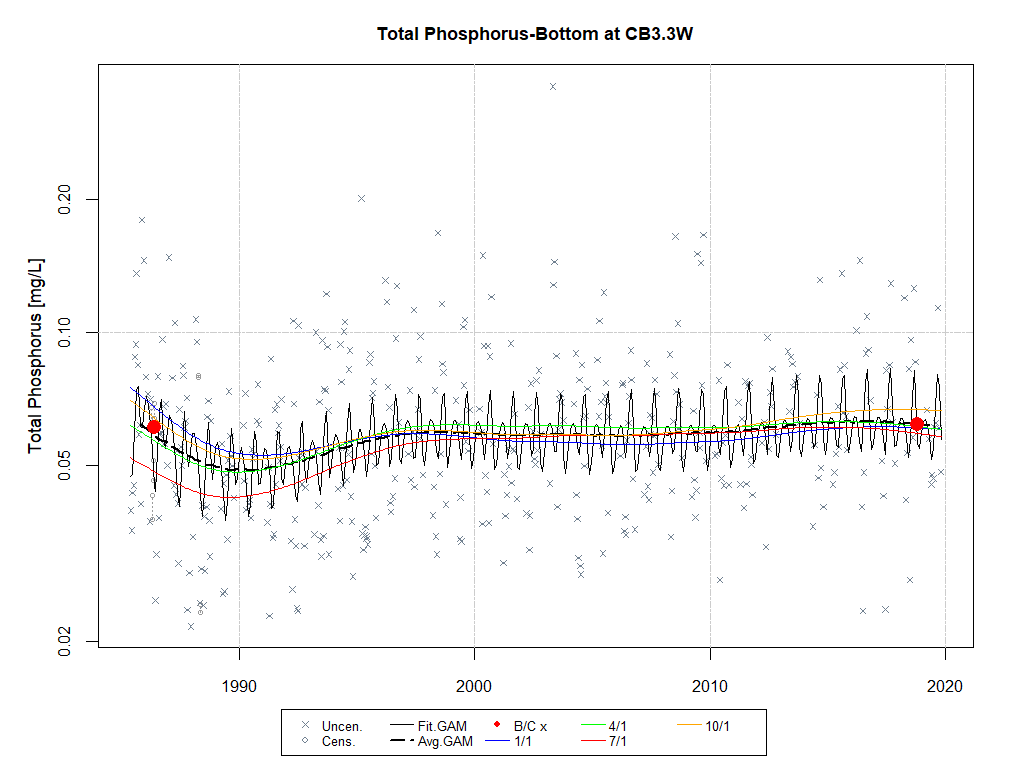 Total Phosphorus-Bottom at CB3.3W
Total Phosphorus [mg/L]
0.20
0.10
0.05
0.02
1990 2000 2010 2020
Uncen. Fit.GAM B/C x 4/1 10/1
Cens. Avg.GAM 1/1 7/1